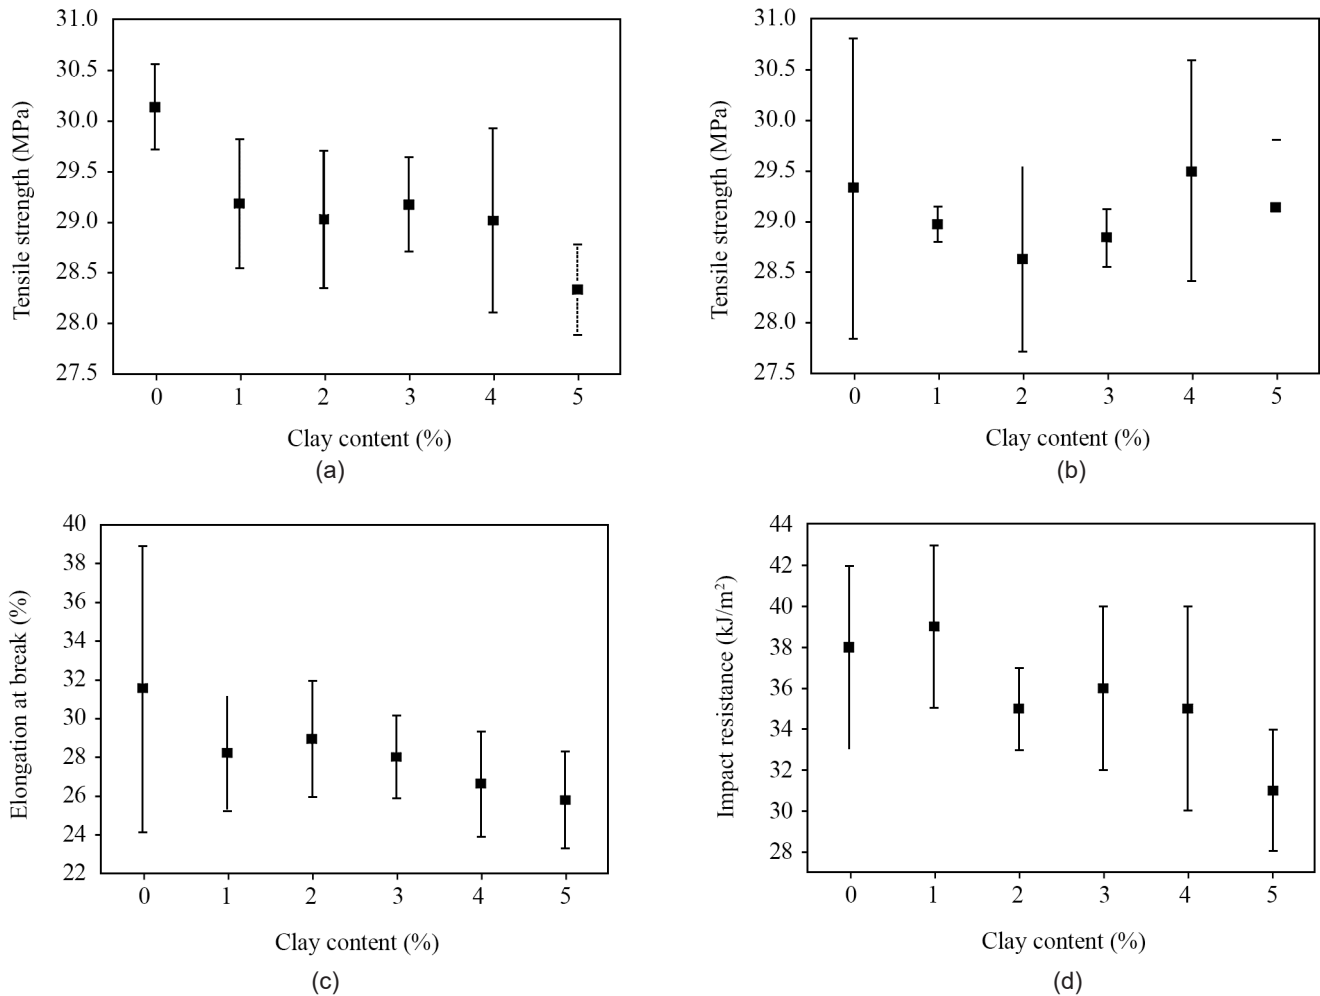 31.0
30.5
30.0
29.5
29.0
28.5
28.0
27.5
Tensile strength (MPa)
0 1 2 3 4 5
Clay content (%)
(a)
31.0
30.5
30.0
29.5
29.0
28.5
28.0
27.5
Tensile strength (MPa)
0 1 2 3 4 5
Clay content (%)
(b)
40
38
36
34
32
30
28
26
24
22
Elongation at break (%)
0 1 2 3 4 5
Clay content (%)
(c)
44
42
40
38
36
34
32
30
28
Impact resistance (kJ/m²)
0 1 2 3 4 5
Clay content (%)
(d)